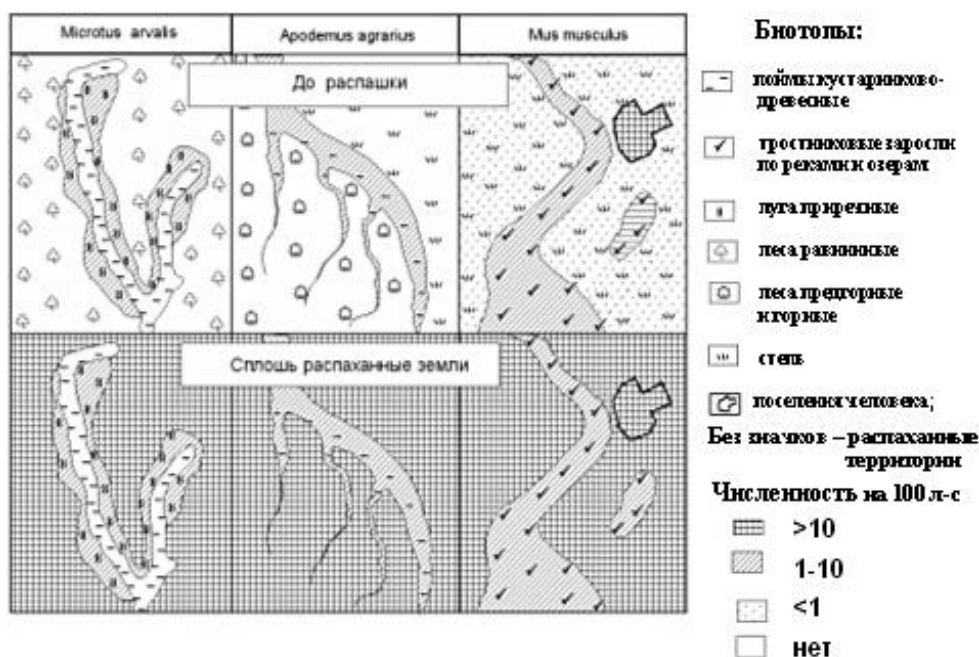 Microtus arvalis
Apodemus agrarius
Mus musculus
До распашки
Сплошь распаханные земли
Биотопы:
поймы кустарниково-
древесные
тростниковые заросли
по рекам и озерам
луга приречные
леса равнинные
леса предгорные
и горные
степь
поселения человека;
Без значков – распаханные
территории
Численность на 100 л-с
>10
1-10
<1
нет